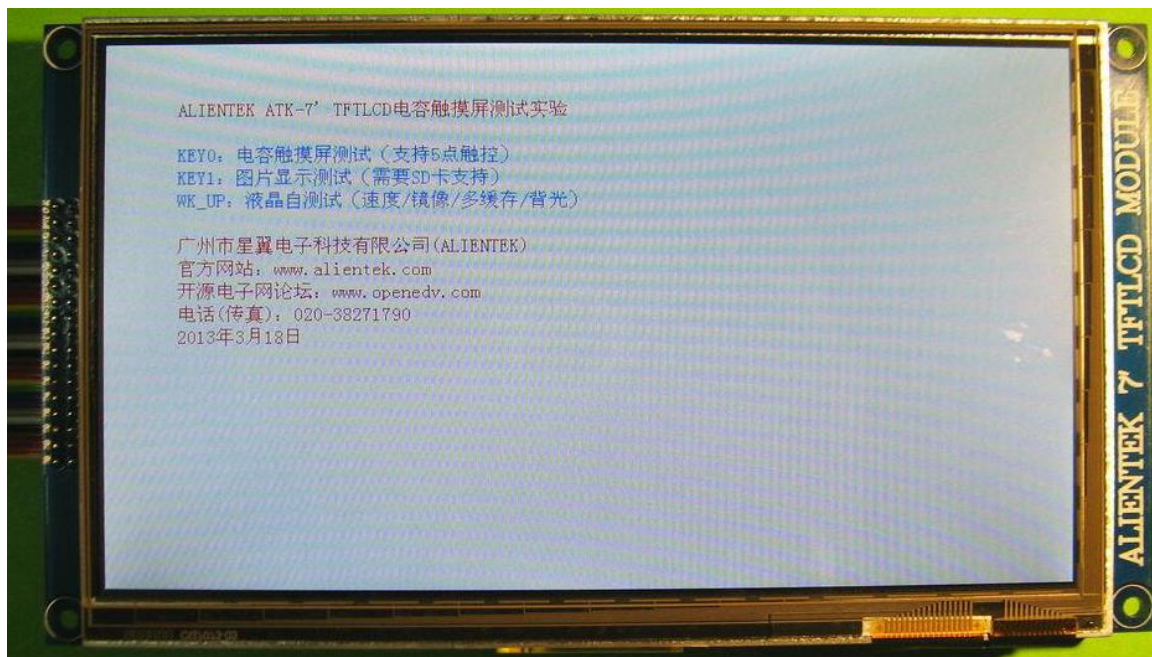 ALIENTEK ATK-7' TFTLCD电容触摸屏测试实验
KEY0：电容触摸屏测试（支持5点触控）
KEY1：图片显示测试（需要SD卡支持）
WK_UP：液晶自测试（速度/镜像/多缓存/背光）
广州市星翼电子科技有限公司(ALIENTEK)
官方网站：www.alientek.com
开源电子网论坛：www.openedv.com
电话(传真)：020-38271790
2013年3月18日
ALIENTEK 7' TFTLCD MODULE